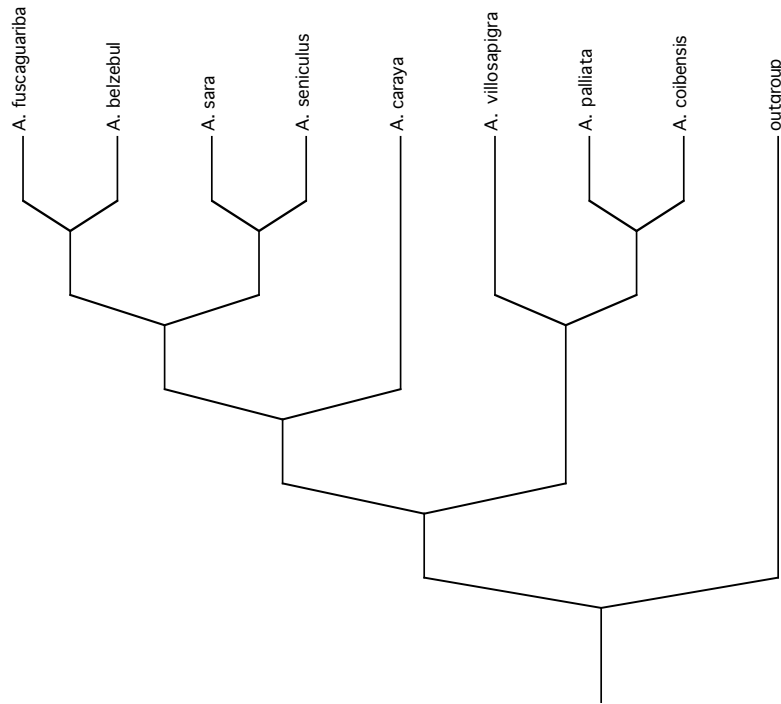 A. fuscaguariba
A. belzebul
A. sara
A. seniculus
A. caraya
A. villosapigra
A. palliata
A. coibensis
outgroup